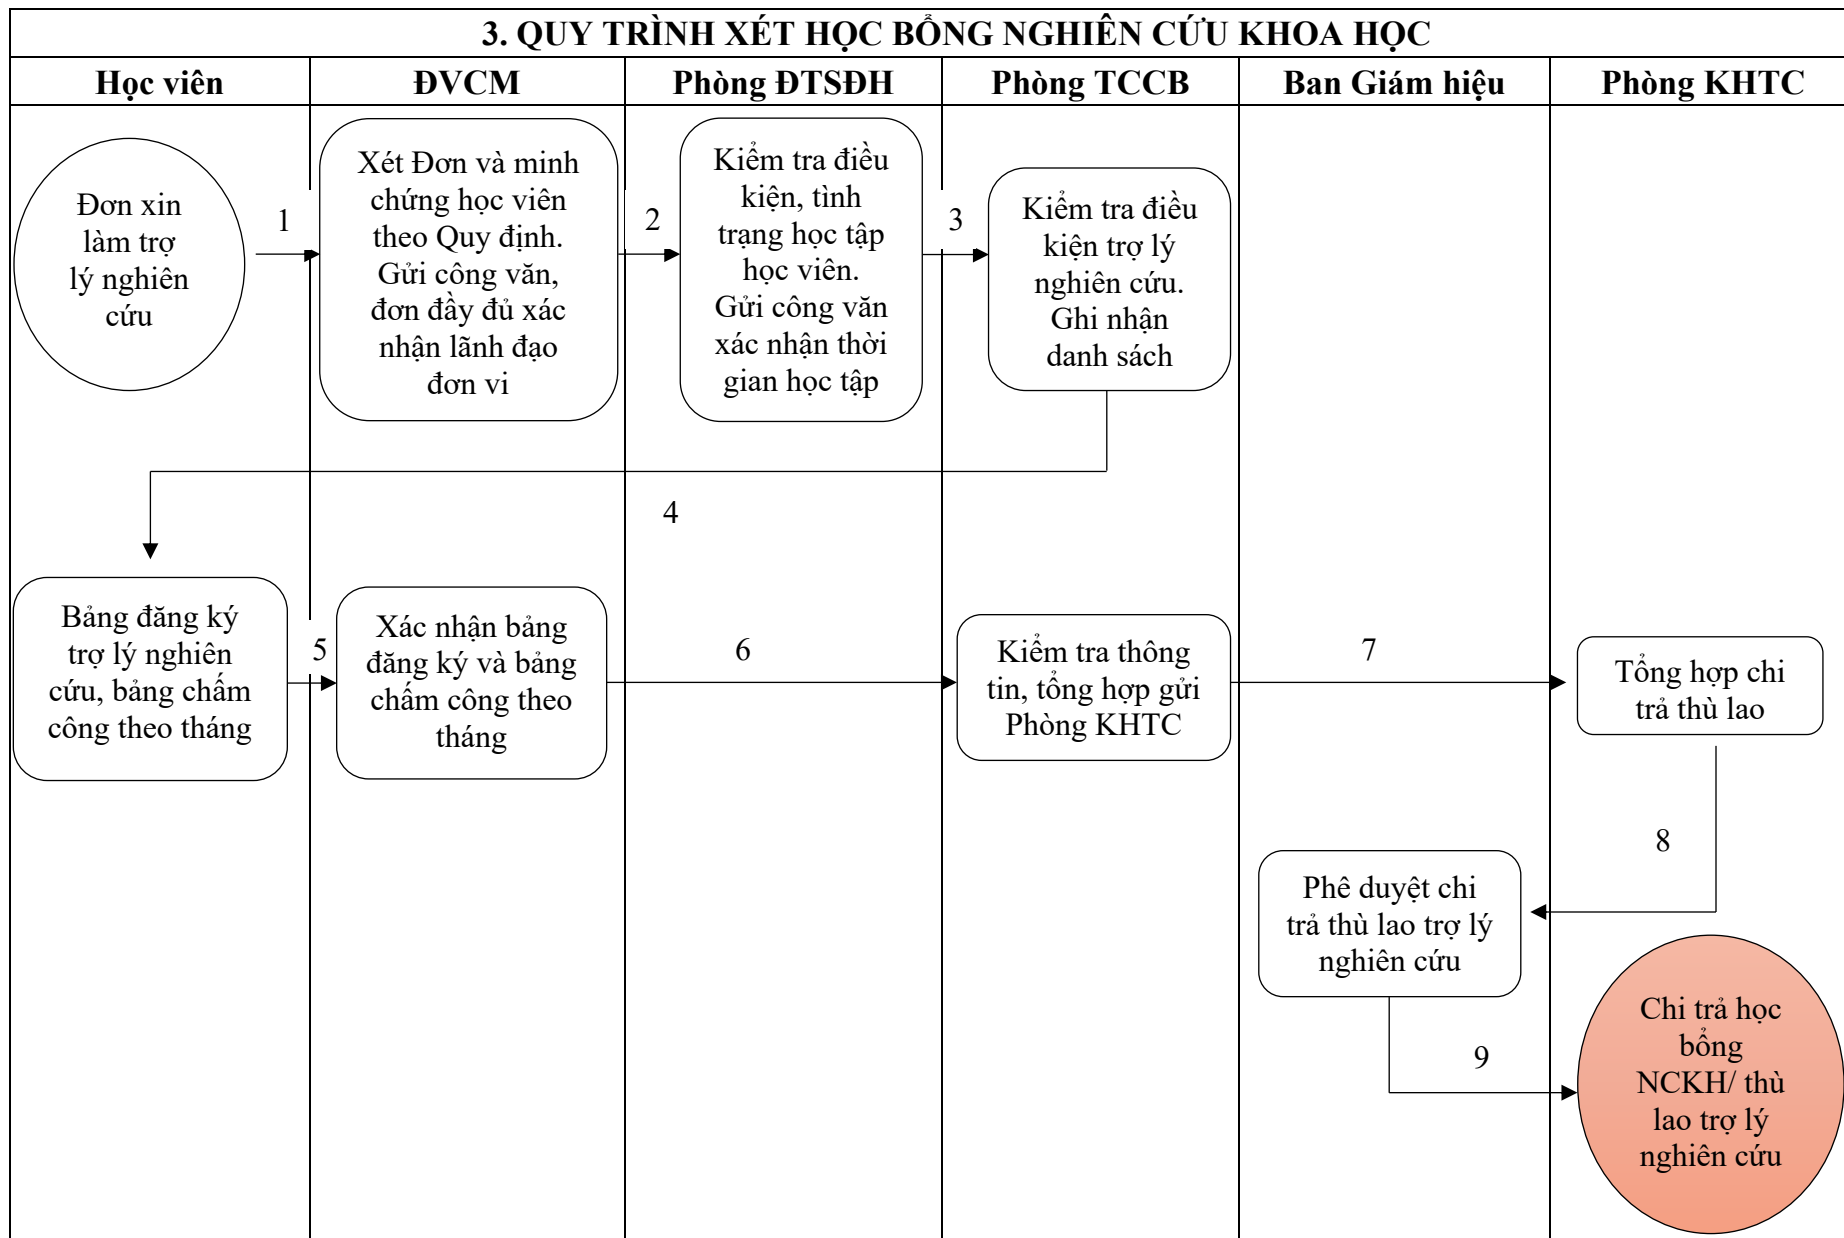 3. QUY TRÌNH XÉT HỌC BỔNG NGHIÊN CỨU KHOA HỌC
Học viên
ĐVCM
Phòng ĐTSĐH
Phòng TCCB
Ban Giám hiệu
Phòng KHTC
Đơn xin
làm trợ
lý nghiên
cứu
1
Xét Đơn và minh
chứng học viên
theo Quy định.
Gửi công văn,
đơn đầy đủ xác
nhận lãnh đạo
đơn vi
2
Kiểm tra điều
kiện, tình
trạng học tập
học viên.
Gửi công văn
xác nhận thời
gian học tập
3
Kiểm tra điều
kiện trợ lý
nghiên cứu.
Ghi nhận
danh sách
4
Bảng đăng ký
trợ lý nghiên
cứu, bảng chấm
công theo tháng
5
Xác nhận bảng
đăng ký và bảng
chấm công theo
tháng
6
Kiểm tra thông
tin, tổng hợp gửi
Phòng KHTC
7
Tổng hợp chi
trả thù lao
8
Phê duyệt chi
trả thù lao trợ lý
nghiên cứu
9
Chi trả học
bổng
NCKH/ thù
lao trợ lý
nghiên cứu